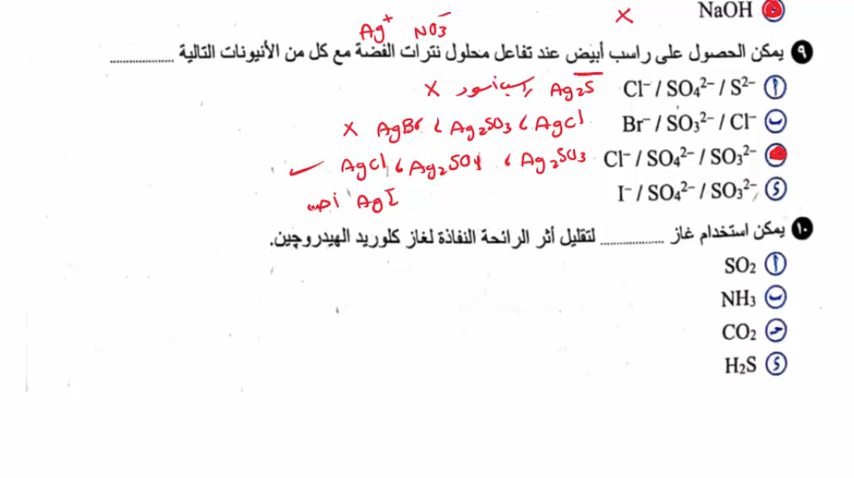 NaOH ×
Ag⁺ NO3⁻
٩ يمكن الحصول على راسب أبيض عند تفاعل محلول نترات الفضة مع كل من الأنيونات التالية ..............
أ Cl⁻ / SO₄²⁻ / S²⁻ Ag2S راسب أسود ×
ب Br⁻ / SO₃²⁻ / Cl⁻ AgCl ، Ag2SO3 ، AgBr ×
Cl⁻ / SO₄²⁻ / SO₃²⁻ Ag2SO3 ، Ag2SO4 ، AgCl ✓
د I⁻ / SO₄²⁻ / SO₃²⁻ AgI أصفر
١٠ يمكن استخدام غاز .............. لتقليل أثر الرائحة النفاذة لغاز كلوريد الهيدروچين.
أ SO₂
ب NH₃
جـ CO₂
د H₂S